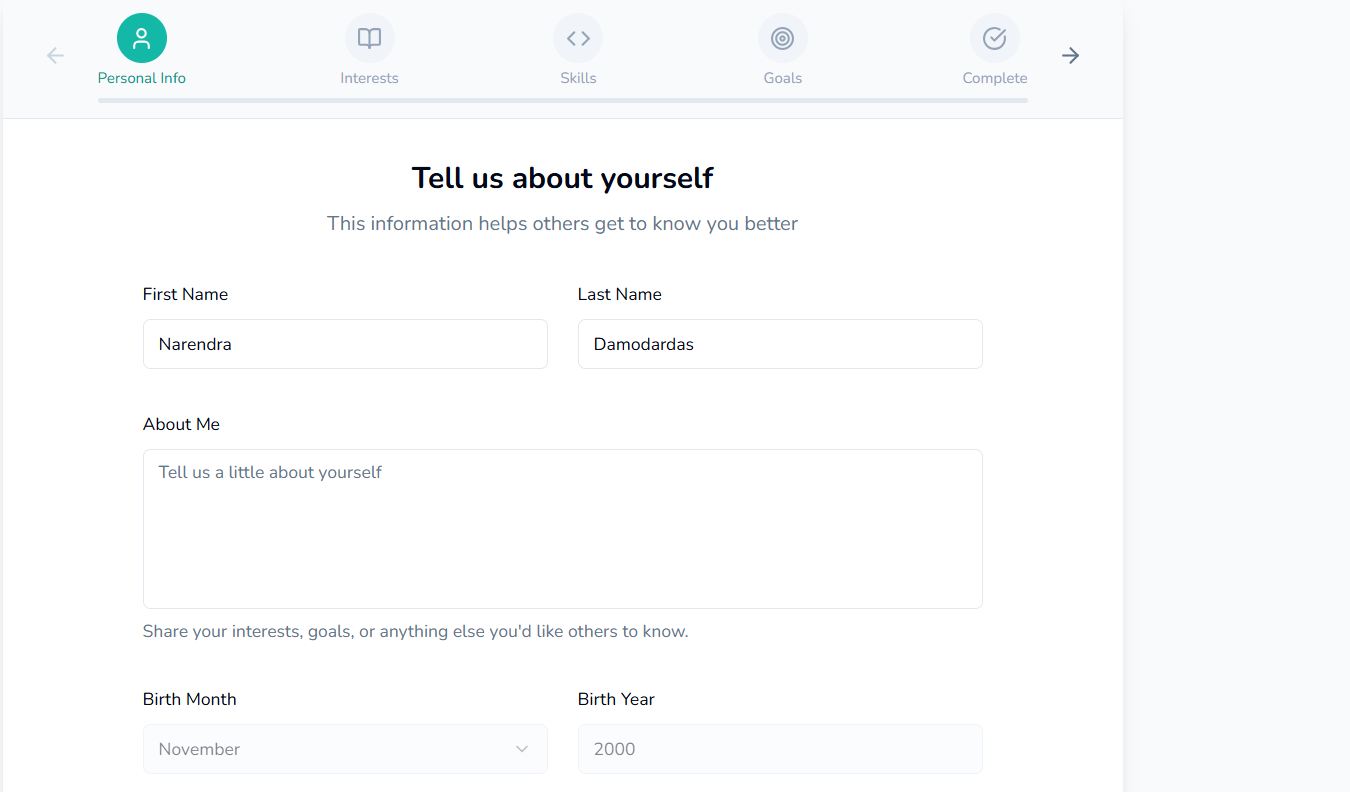 Personal Info Interests Skills Goals Complete
Tell us about yourself
This information helps others get to know you better
First Name Last Name
Narendra Damodardas
About Me
Tell us a little about yourself
Share your interests, goals, or anything else you'd like others to know.
Birth Month Birth Year
November 2000